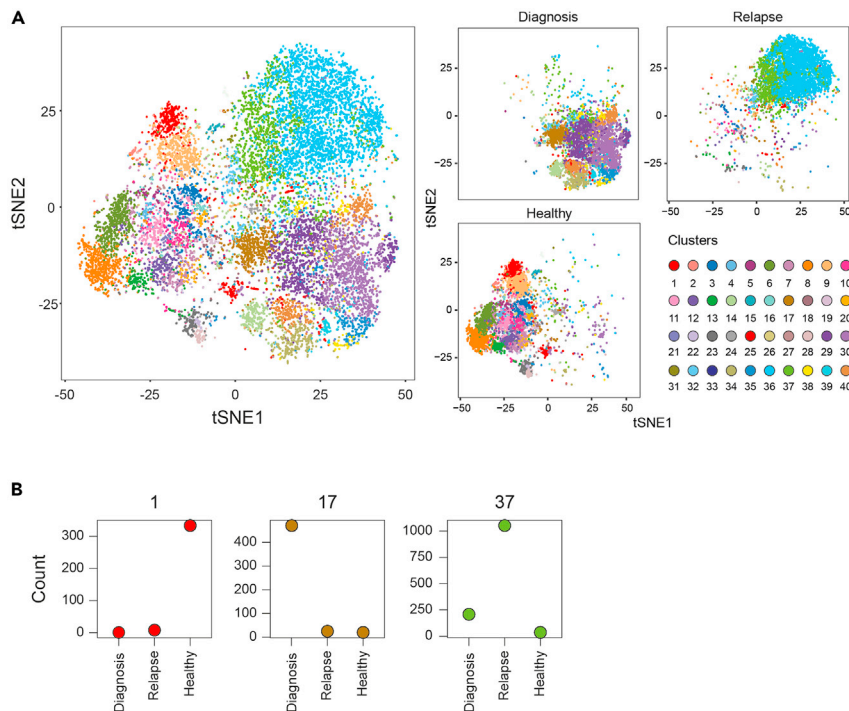 A
Diagnosis
Relapse
25
0
-25
tSNE2
-50 -25 0 25 50
tSNE1
25
0
-25
tSNE2
25
0
-25
-50 -25 0 25 50
Healthy
25
0
-25
-50 -25 0 25 50
tSNE1
Clusters
1 2 3 4 5 6 7 8 9 10
11 12 13 14 15 16 17 18 19 20
21 22 23 24 25 26 27 28 29 30
31 32 33 34 35 36 37 38 39 40
B
1 17 37
Count
300
200
100
0
Diagnosis
Relapse
Healthy
400
300
200
100
0
Diagnosis
Relapse
Healthy
1000
750
500
250
0
Diagnosis
Relapse
Healthy